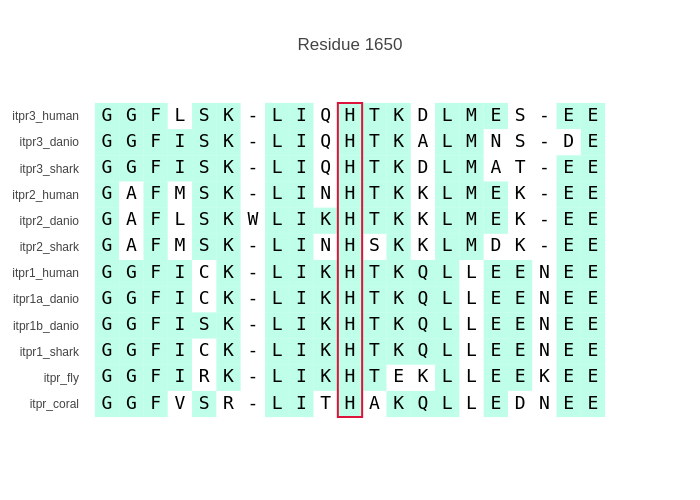 Residue 1650
itpr3_human G G F L S K - L I Q H T K D L M E S - E E
itpr3_danio G G F I S K - L I Q H T K A L M N S - D E
itpr3_shark G G F I S K - L I Q H T K D L M A T - E E
itpr2_human G A F M S K - L I N H T K K L M E K - E E
itpr2_danio G A F L S K W L I K H T K K L M E K - E E
itpr2_shark G A F M S K - L I N H S K K L M D K - E E
itpr1_human G G F I C K - L I K H T K Q L L E E N E E
itpr1a_danio G G F I C K - L I K H T K Q L L E E N E E
itpr1b_danio G G F I S K - L I K H T K Q L L E E N E E
itpr1_shark G G F I C K - L I K H T K Q L L E E N E E
itpr_fly G G F I R K - L I K H T E K L L E E K E E
itpr_coral G G F V S R - L I T H A K Q L L E D N E E